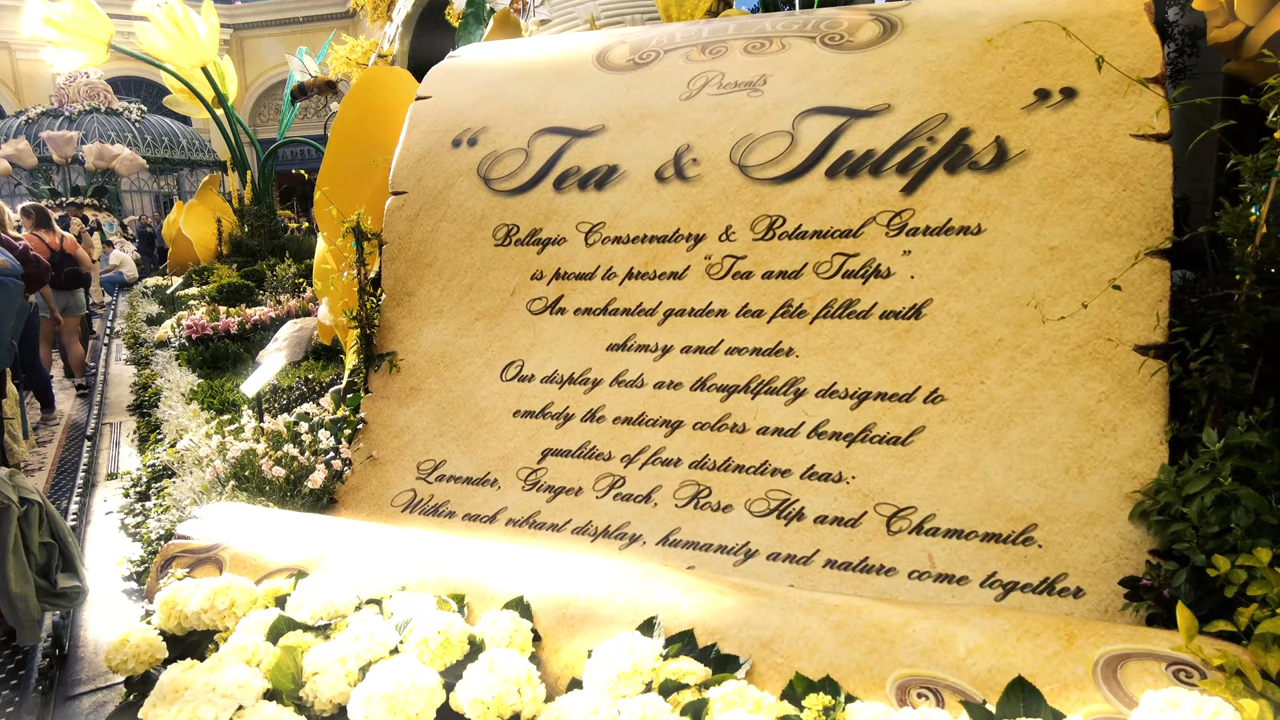 BELLAGIO
Presents
“Tea & Tulips”
Bellagio Conservatory & Botanical Gardens
is proud to present “Tea and Tulips”.
An enchanted garden tea fête filled with
whimsy and wonder.
Our display beds are thoughtfully designed to
embody the enticing colors and beneficial
qualities of four distinctive teas:
Lavender, Ginger Peach, Rose Hip and Chamomile.
Within each vibrant display, humanity and nature come together